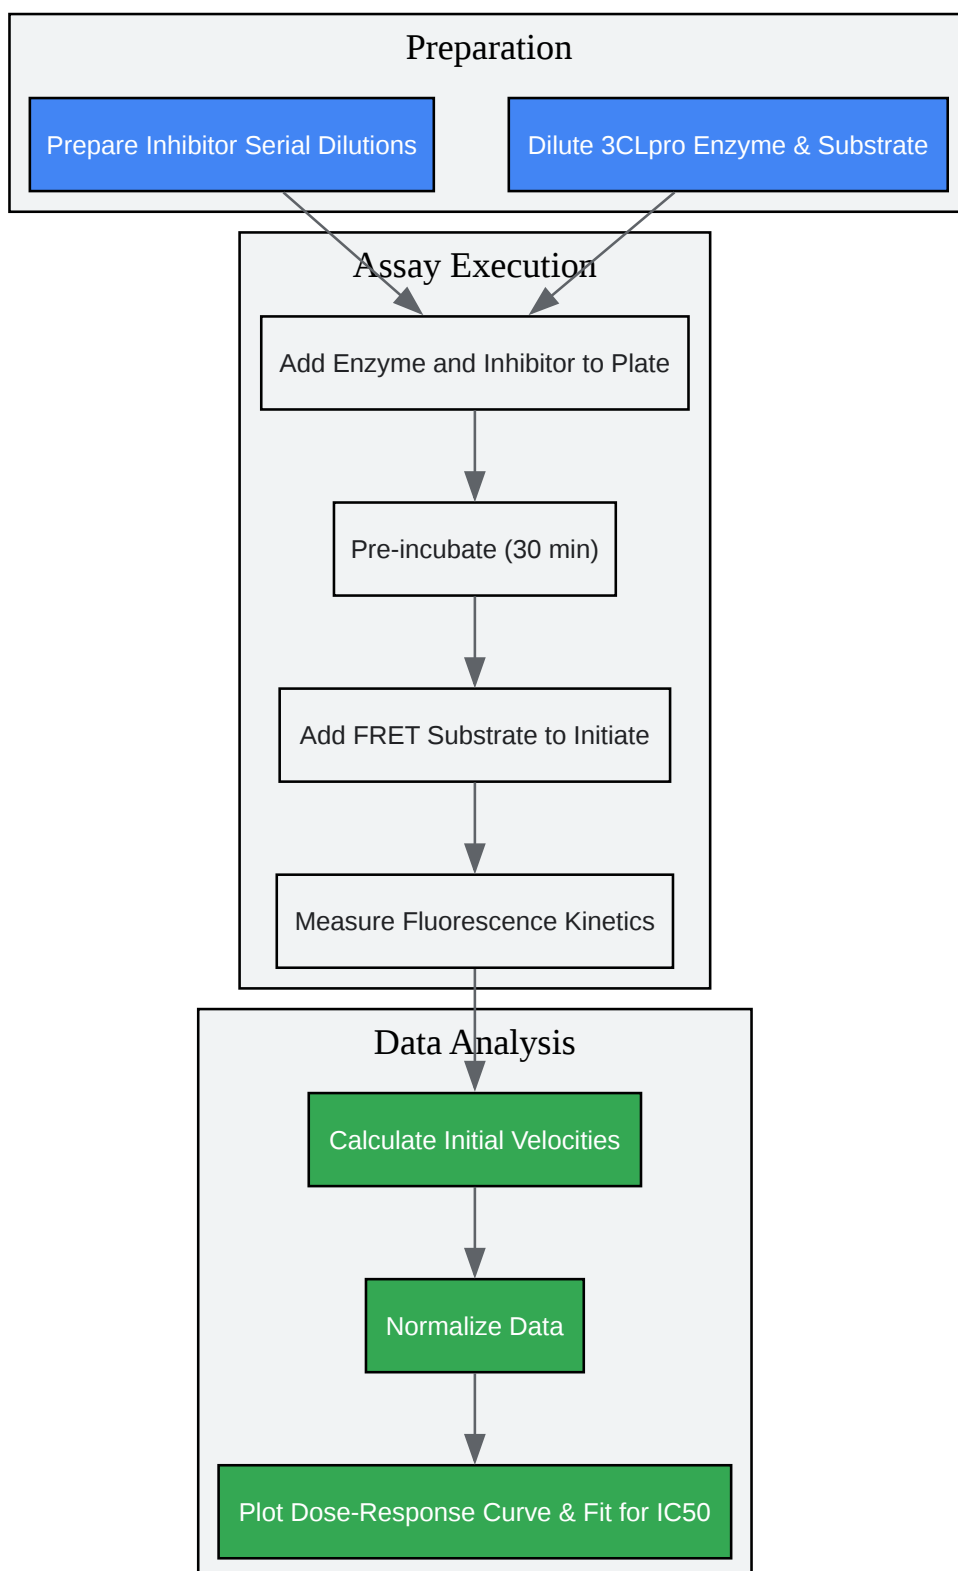 Preparation
Prepare Inhibitor Serial Dilutions
Dilute 3CLpro Enzyme & Substrate
Assay Execution
Add Enzyme and Inhibitor to Plate
Pre-incubate (30 min)
Add FRET Substrate to Initiate
Measure Fluorescence Kinetics
Data Analysis
Calculate Initial Velocities
Normalize Data
Plot Dose-Response Curve & Fit for IC50